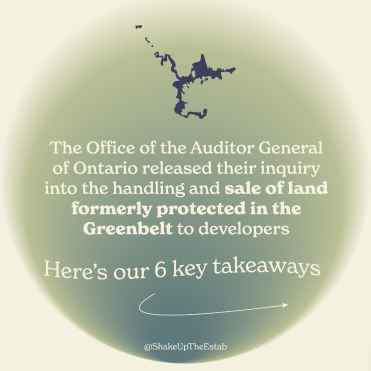 The Office of the Auditor General
of Ontario released their inquiry
into the handling and sale of land
formerly protected in the
Greenbelt to developers
Here's our 6 key takeaways
@ShakeUpTheEstab